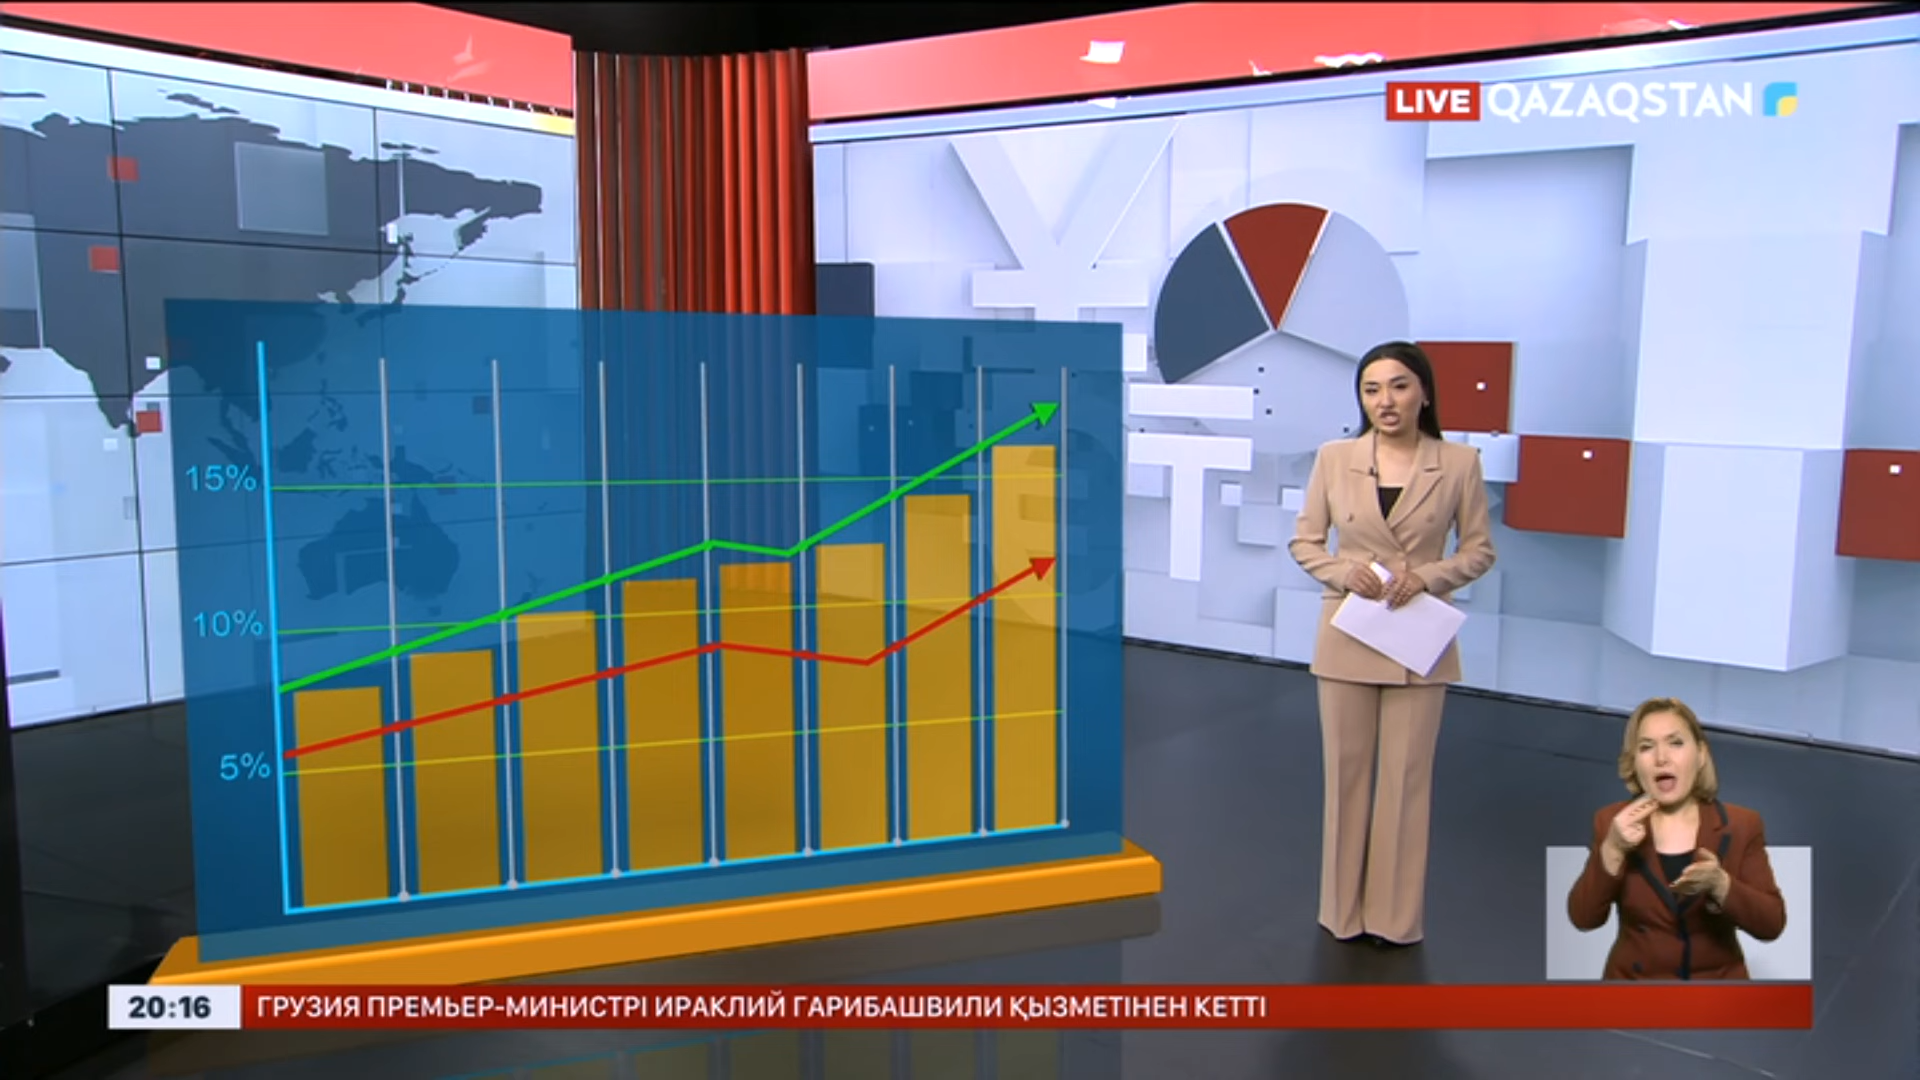 LIVE QAZAQSTAN
15%
10%
5%
20:16 ГРУЗИЯ ПРЕМЬЕР-МИНИСТРІ ИРАКЛИЙ ГАРИБАШВИЛИ ҚЫЗМЕТІНЕН КЕТТІ